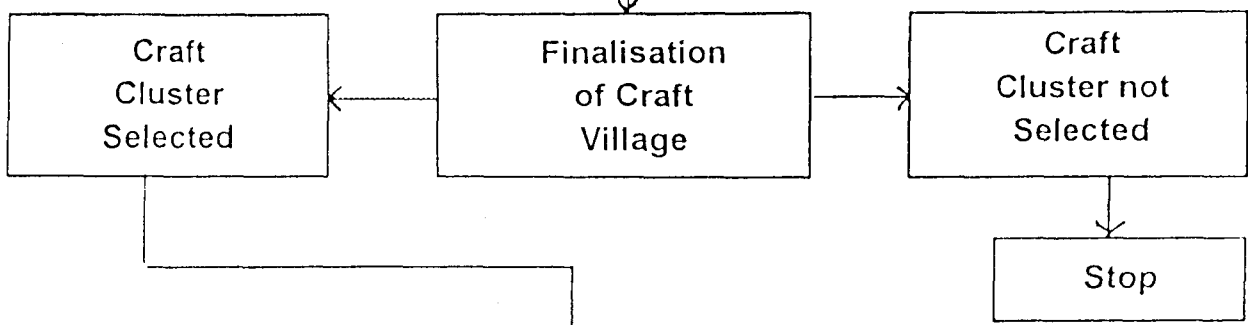 Craft
Cluster
Selected
Finalisation
of Craft
Village
Craft
Cluster not
Selected
Stop